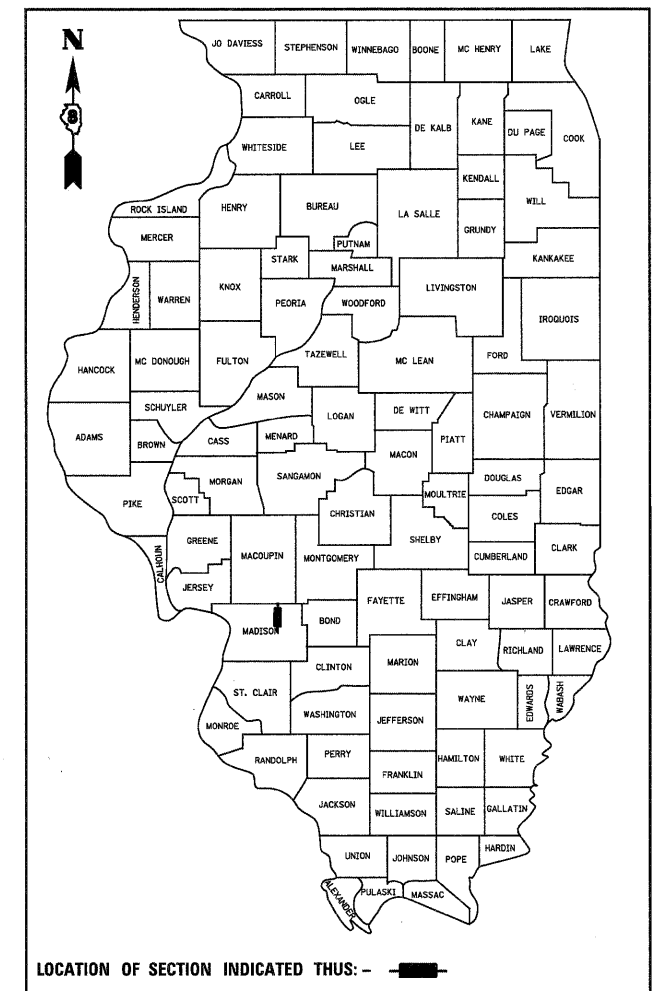 N
8
JO DAVIESS STEPHENSON WINNEBAGO BOONE MC HENRY LAKE
CARROLL OGLE DE KALB KANE DU PAGE COOK
WHITESIDE LEE KENDALL
ROCK ISLAND HENRY BUREAU LA SALLE GRUNDY WILL
MERCER PUTNAM
STARK MARSHALL KANKAKEE
HENDERSON WARREN KNOX PEORIA WOODFORD LIVINGSTON IROQUOIS
HANCOCK MC DONOUGH FULTON TAZEWELL MC LEAN FORD
SCHUYLER MASON LOGAN DE WITT CHAMPAIGN VERMILION
ADAMS BROWN CASS MENARD MACON PIATT
PIKE SCOTT MORGAN SANGAMON CHRISTIAN MOULTRIE DOUGLAS EDGAR
COLES
CALHOUN GREENE MACOUPIN MONTGOMERY SHELBY CUMBERLAND CLARK
JERSEY FAYETTE EFFINGHAM JASPER CRAWFORD
MADISON BOND CLAY RICHLAND LAWRENCE
CLINTON MARION
ST. CLAIR WAYNE EDWARDS WABASH
MONROE WASHINGTON JEFFERSON
RANDOLPH PERRY HAMILTON WHITE
FRANKLIN
JACKSON WILLIAMSON SALINE GALLATIN
UNION JOHNSON POPE HARDIN
ALEXANDER PULASKI MASSAC
LOCATION OF SECTION INDICATED THUS: –